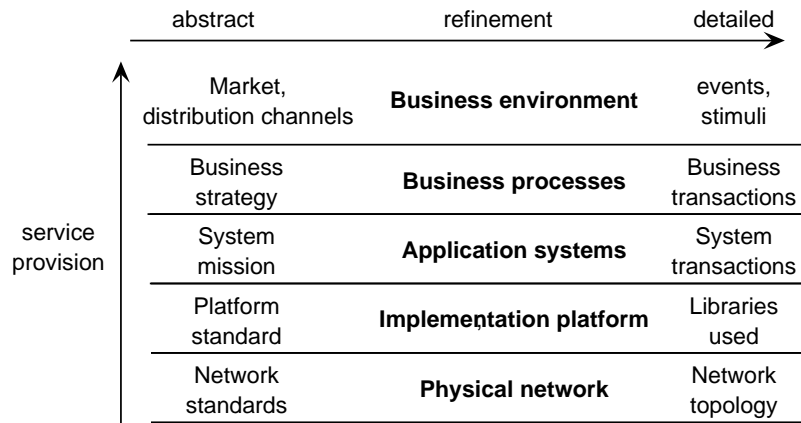 abstract refinement detailed
Market,
distribution channels
Business environment
events,
stimuli
Business
strategy
Business processes
Business
transactions
service
provision
System
mission
Application systems
System
transactions
Platform
standard
Implementation platform
Libraries
used
Network
standards
Physical network
Network
topology